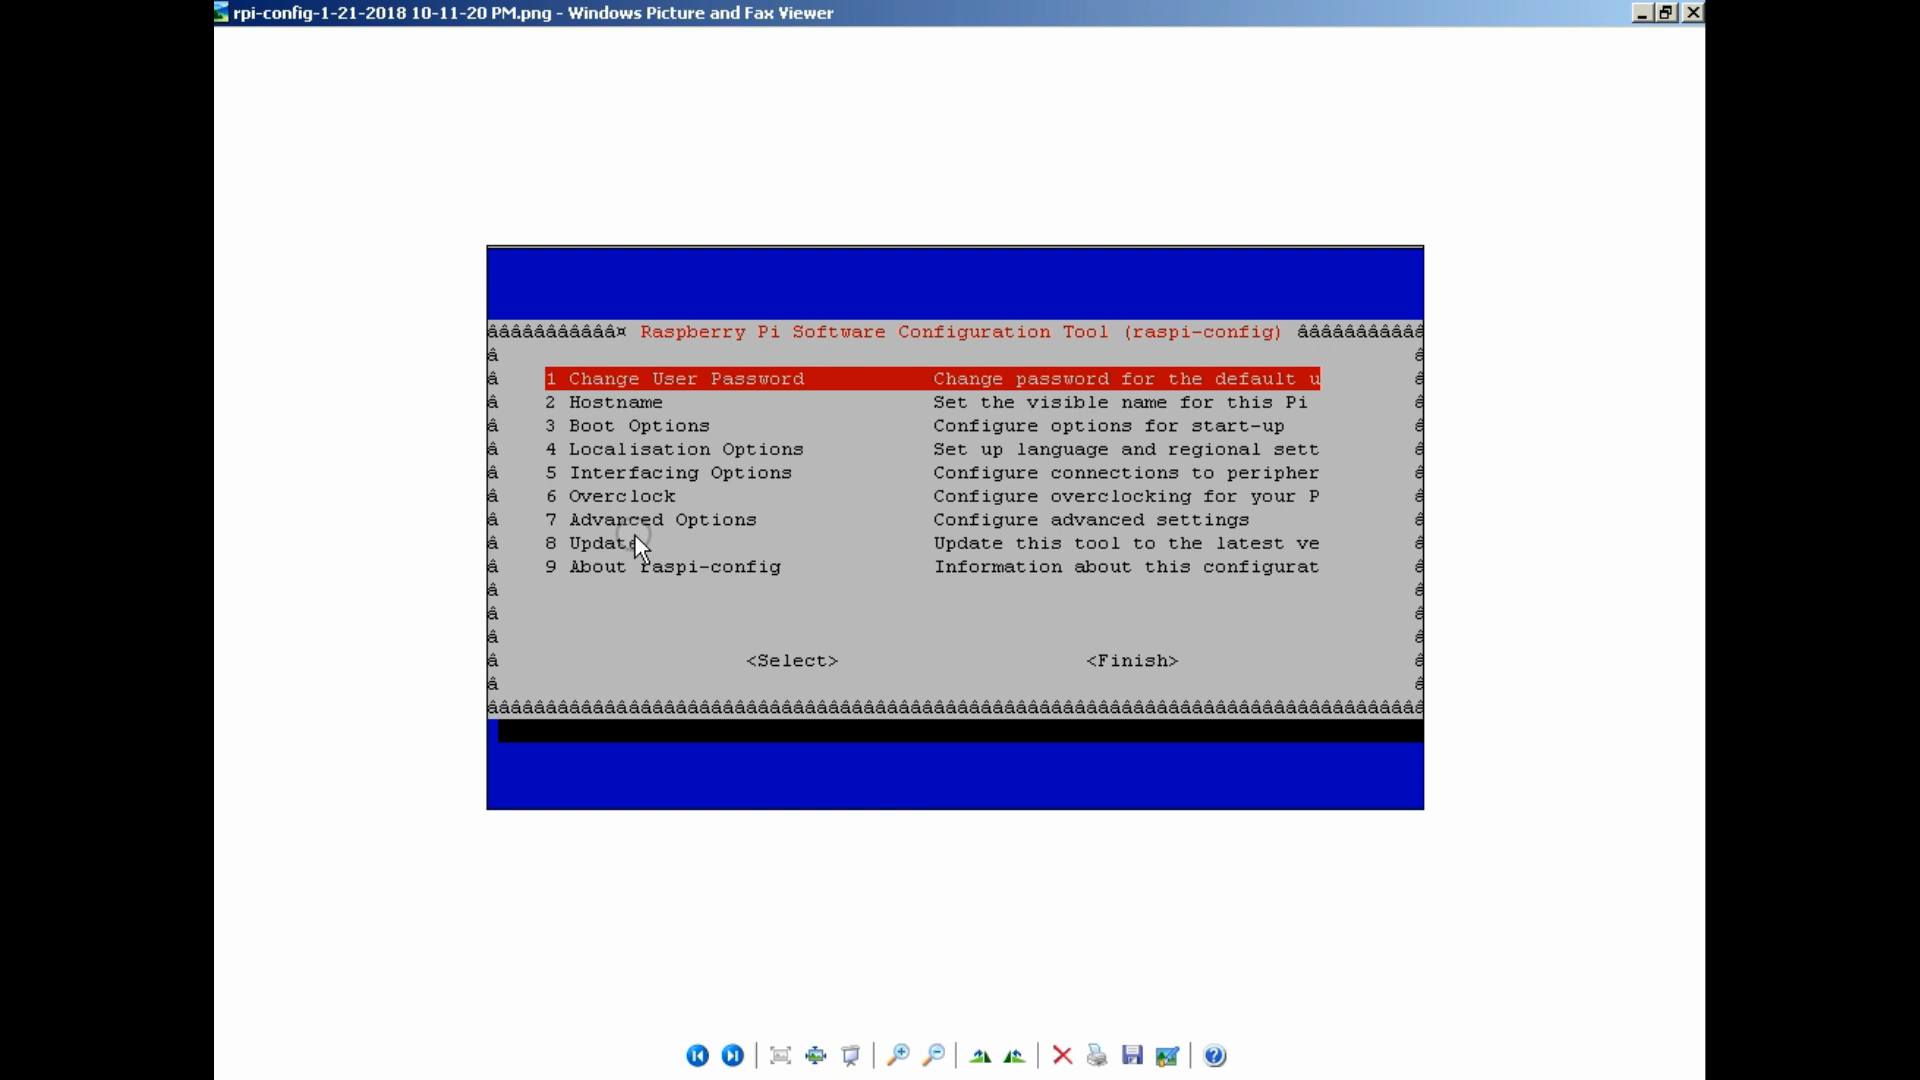 rpi-config-1-21-2018 10-11-20 PM.png - Windows Picture and Fax Viewer
âââââââââââ¤ Raspberry Pi Software Configuration Tool (raspi-config) âââââââââââ
â â
â 1 Change User Password Change password for the default u â
â 2 Hostname Set the visible name for this Pi â
â 3 Boot Options Configure options for start-up â
â 4 Localisation Options Set up language and regional sett â
â 5 Interfacing Options Configure connections to peripher â
â 6 Overclock Configure overclocking for your P â
â 7 Advanced Options Configure advanced settings â
â 8 Update Update this tool to the latest ve â
â 9 About raspi-config Information about this configurat â
â â
â â
â â
â <Select> <Finish> â
â â
ââââââââââââââââââââââââââââââââââââââââââââââââââââââââââââââââââââââââââââââââ